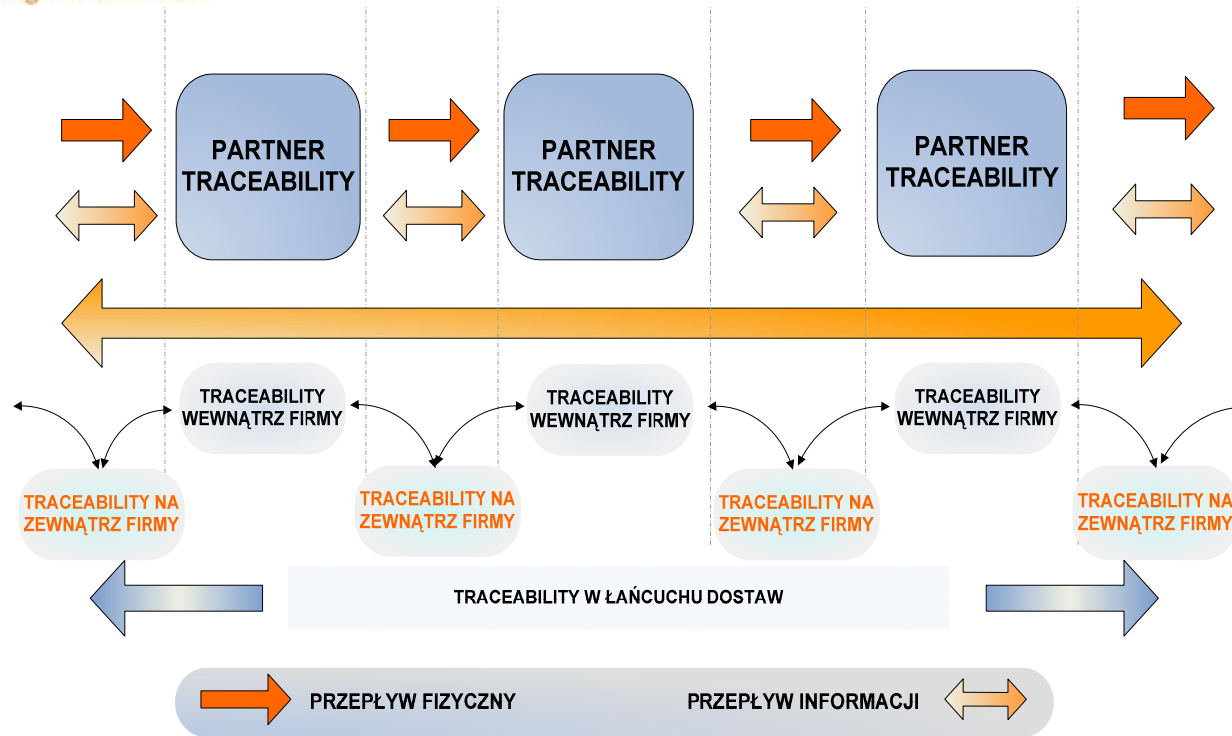 PARTNER
TRACEABILITY
PARTNER
TRACEABILITY
PARTNER
TRACEABILITY
TRACEABILITY
WEWNĄTRZ FIRMY
TRACEABILITY
WEWNĄTRZ FIRMY
TRACEABILITY
WEWNĄTRZ FIRMY
TRACEABILITY NA
ZEWNĄTRZ FIRMY
TRACEABILITY NA
ZEWNĄTRZ FIRMY
TRACEABILITY NA
ZEWNĄTRZ FIRMY
TRACEABILITY NA
ZEWNĄTRZ FIRMY
TRACEABILITY W ŁAŃCUCHU DOSTAW
PRZEPŁYW FIZYCZNY
PRZEPŁYW INFORMACJI